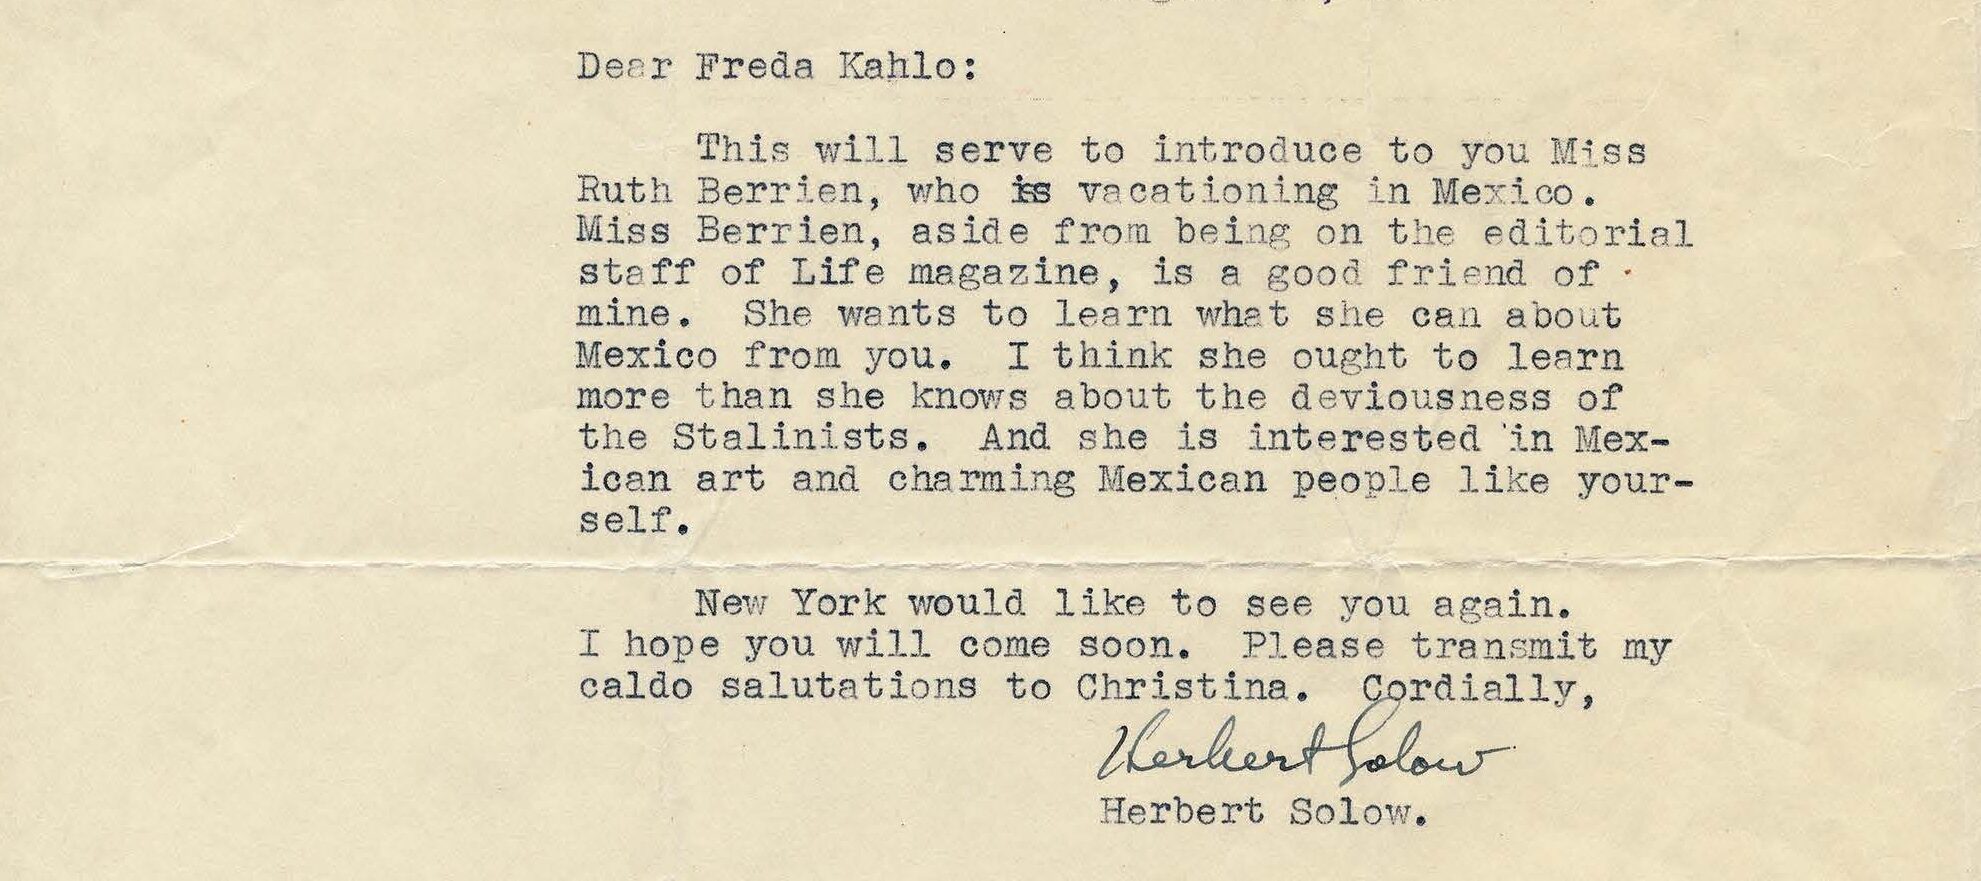 Dear Freda Kahlo:
This will serve to introduce to you Miss
Ruth Berrien, who is vacationing in Mexico.
Miss Berrien, aside from being on the editorial
staff of Life magazine, is a good friend of
mine. She wants to learn what she can about
Mexico from you. I think she ought to learn
more than she knows about the deviousness of
the Stalinists. And she is interested in Mex-
ican art and charming Mexican people like your-
self.
New York would like to see you again.
I hope you will come soon. Please transmit my
caldo salutations to Christina. Cordially,
Herbert Solow
Herbert Solow.